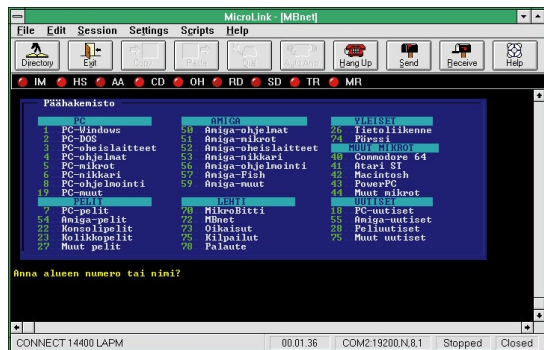 MicroLink - [MBnet]
File Edit Session Settings Scripts Help
Directory Exit Copy Paste Dial AutoAns Hang Up Send Receive Help
IM HS AA CD OH RD SD TR MR
Päähakemisto
PC
1 PC-Windows
2 PC-DOS
3 PC-oheislaitteet
4 PC-ohjelmat
5 PC-mikrot
6 PC-nikkari
8 PC-ohjelmointi
19 PC-muut
AMIGA
50 Amiga-ohjelmat
51 Amiga-mikrot
52 Amiga-oheislaitteet
53 Amiga-nikkari
56 Amiga-ohjelmointi
57 Amiga-Fish
59 Amiga-muut
YLEISET
26 Tietoliikenne
74 Pörssi
MUUT MIKROT
40 Commodore 64
41 Atari ST
42 Macintosh
43 PowerPC
44 Muut mikrot
PELIT
7 PC-pelit
54 Amiga-pelit
22 Konsolipelit
23 Kolikkopelit
27 Muut pelit
LEHTI
70 MikroBitti
72 MBnet
73 Oikaisut
75 Kilpailut
78 Palaute
UUTISET
18 PC-uutiset
55 Amiga-uutiset
28 Peliuutiset
75 Muut uutiset
Anna alueen numero tai nimi?
CONNECT 14400 LAPM 00.01.36 COM2:19200,N,8,1 Stopped Closed